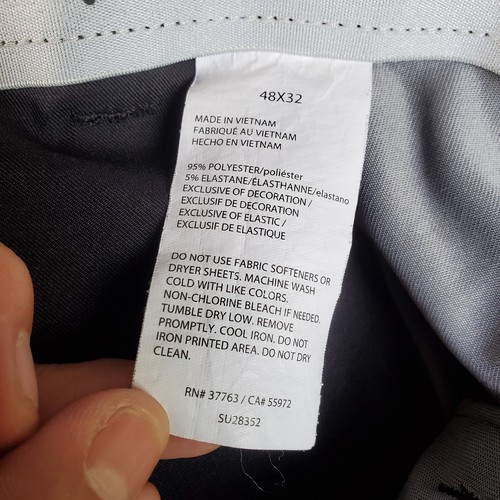 48X32
MADE IN VIETNAM
FABRIQUÉ AU VIETNAM
HECHO EN VIETNAM
95% POLYESTER/poliéster
5% ELASTANE/ÉLASTHANNE/elastano
EXCLUSIVE OF DECORATION /
EXCLUSIF DE DECORATION
EXCLUSIVE OF ELASTIC /
EXCLUSIF DE ELASTIQUE
DO NOT USE FABRIC SOFTENERS OR
DRYER SHEETS. MACHINE WASH
COLD WITH LIKE COLORS.
NON-CHLORINE BLEACH IF NEEDED.
TUMBLE DRY LOW. REMOVE
PROMPTLY. COOL IRON. DO NOT
IRON PRINTED AREA. DO NOT DRY
CLEAN.
RN# 37763 / CA# 55972
SU28352